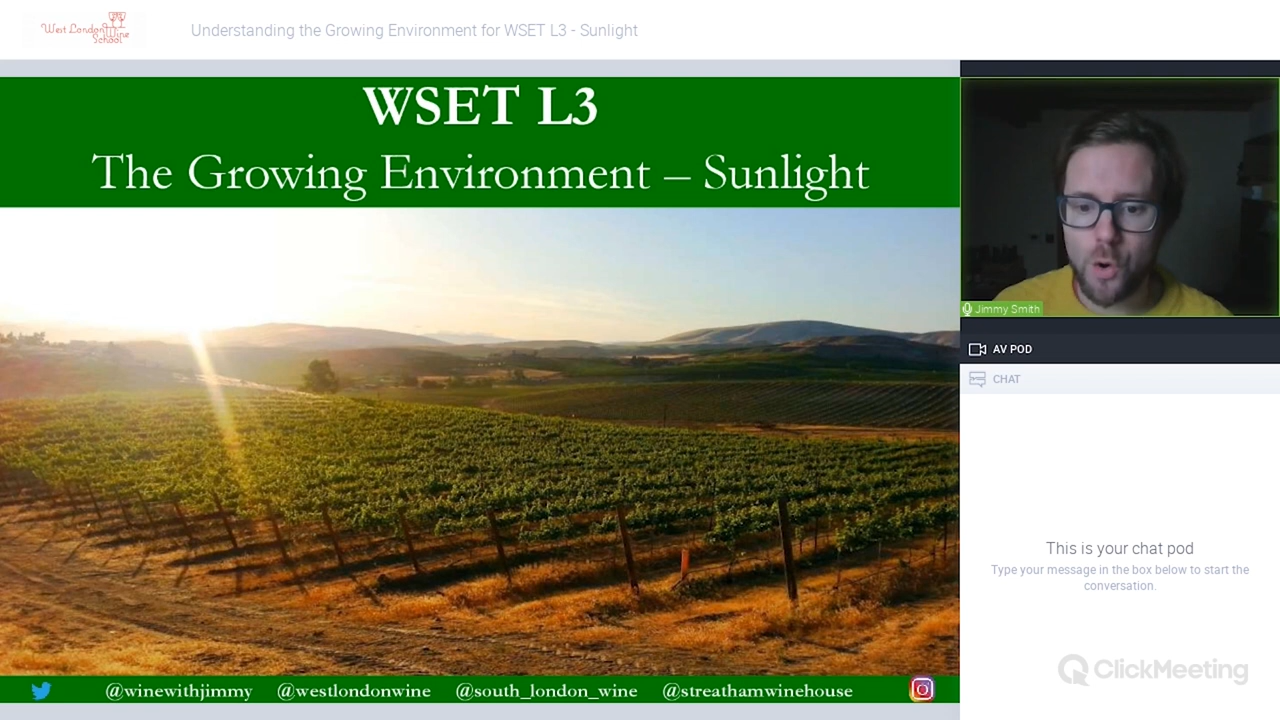 West London Wine
School
Understanding the Growing Environment for WSET L3 - Sunlight
WSET L3
The Growing Environment – Sunlight
@winewithjimmy @westlondonwine @south_london_wine @streathamwinehouse
Jimmy Smith
AV POD
CHAT
This is your chat pod
Type your message in the box below to start the
conversation.
ClickMeeting